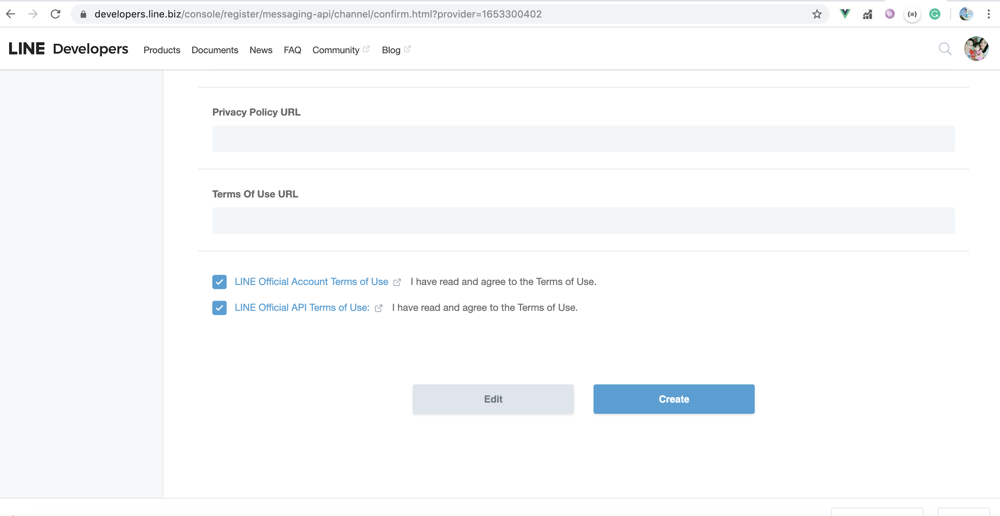 developers.line.biz/console/register/messaging-api/channel/confirm.html?provider=1653300402
LINE Developers Products Documents News FAQ Community Blog
Privacy Policy URL
Terms Of Use URL
LINE Official Account Terms of Use I have read and agree to the Terms of Use.
LINE Official API Terms of Use: I have read and agree to the Terms of Use.
Edit Create